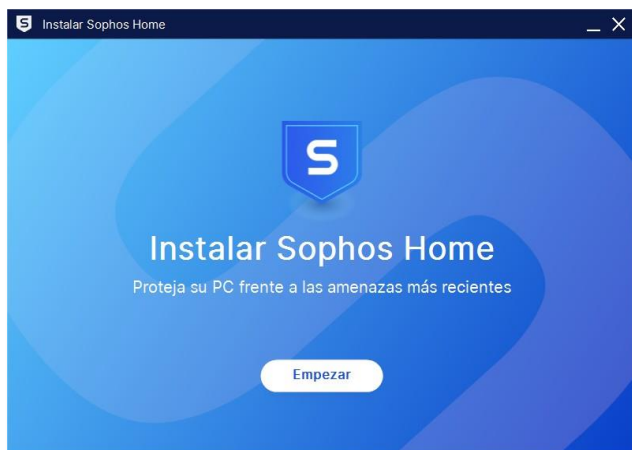 S Instalar Sophos Home
S
Instalar Sophos Home
Proteja su PC frente a las amenazas más recientes
Empezar